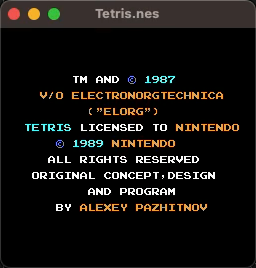 Tetris.nes
TM AND © 1987
V/O ELECTRONORGTECHNICA
("ELORG")
TETRIS LICENSED TO NINTENDO
© 1989 NINTENDO
ALL RIGHTS RESERVED
ORIGINAL CONCEPT,DESIGN
AND PROGRAM
BY ALEXEY PAZHITNOV